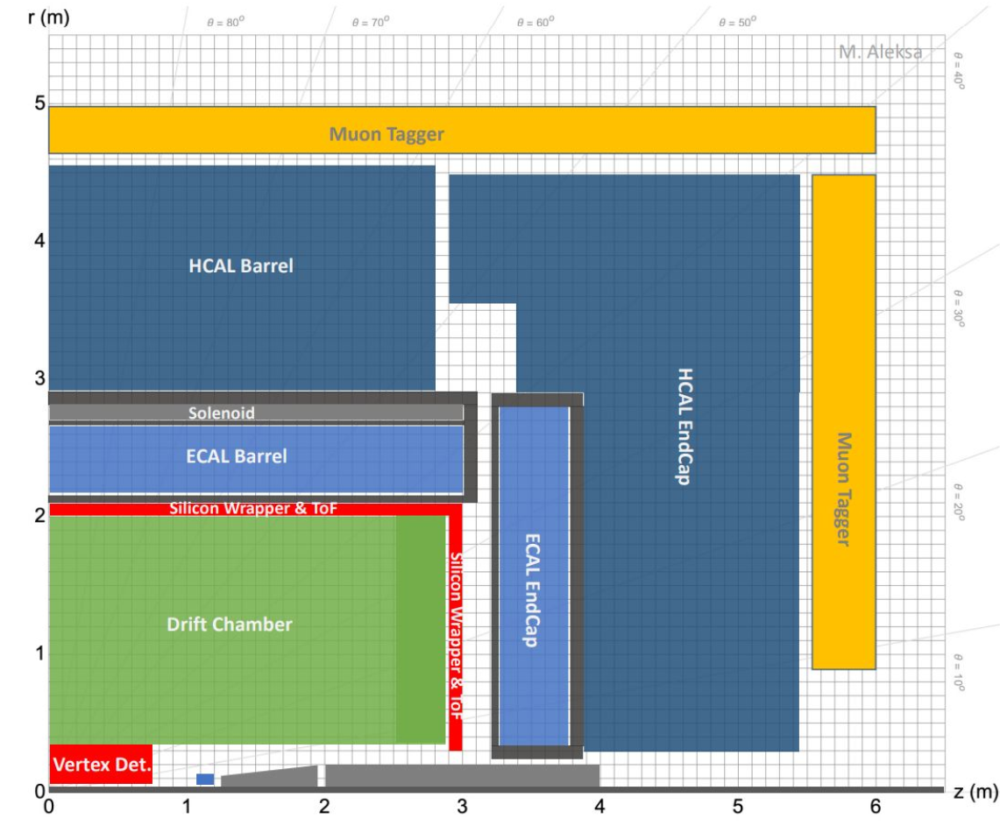 r (m)
θ = 80°
θ = 70°
θ = 60°
θ = 50°
M. Aleksa
θ = 40°
5
Muon Tagger
4
HCAL Barrel
θ = 30°
3
Solenoid
HCAL EndCap
ECAL Barrel
Muon Tagger
Silicon Wrapper & ToF
θ = 20°
2
ECAL EndCap
Silicon Wrapper & ToF
Drift Chamber
1
θ = 10°
Vertex Det.
0
z (m)
0 1 2 3 4 5 6